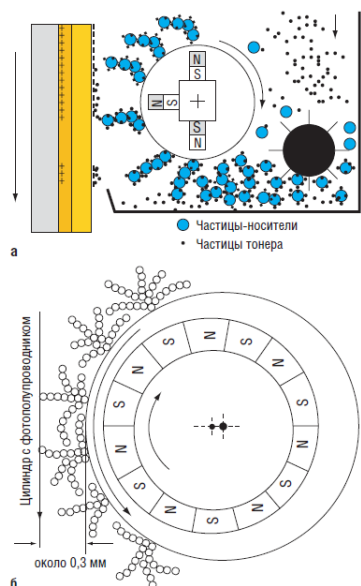 N
S
N S
S
N
Частицы-носители
Частицы тонера
а
N
S
S
N
N
S
S
N
N
S
S
N
N
S
Цилиндр с фотополупроводником
около 0,3 мм
б